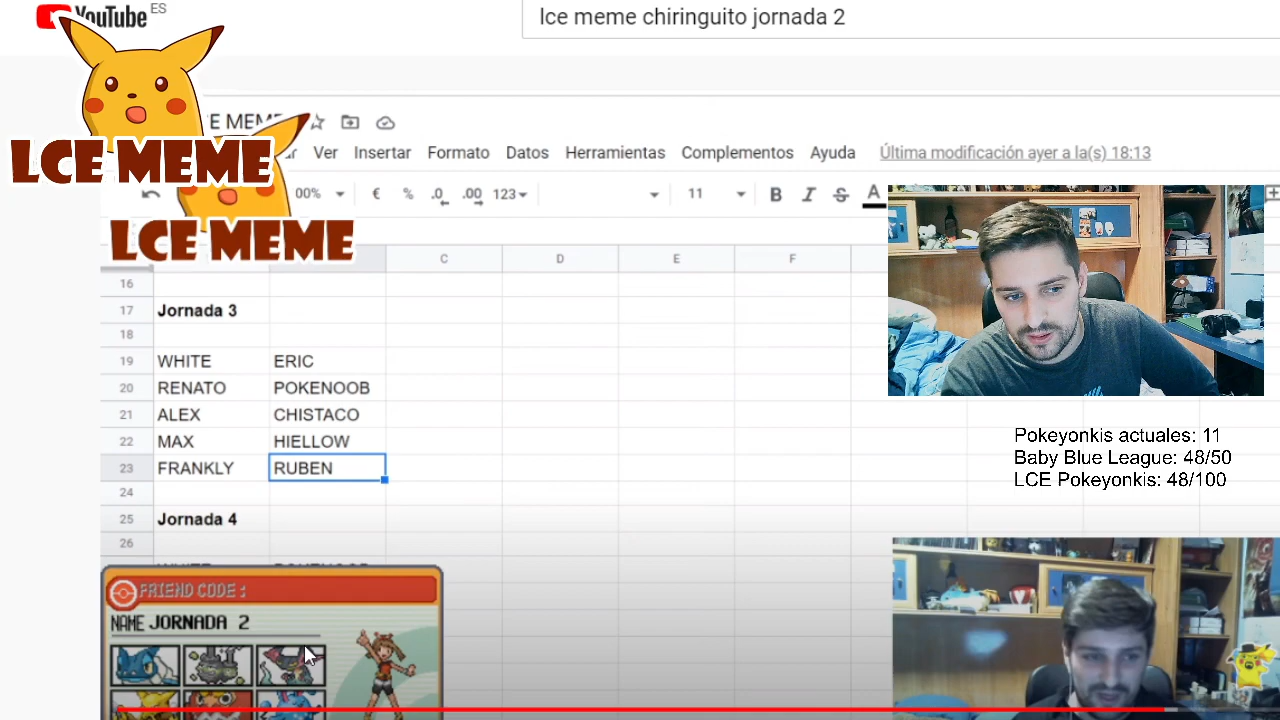 YouTube ES
lce meme chiringuito jornada 2
LCE MEME
LCE MEME
E MEME
Ver Insertar Formato Datos Herramientas Complementos Ayuda Última modificación ayer a la(s) 18:13
00% € % .0 .00 123 11 B I S A
C D E F
16
17 Jornada 3
18
19 WHITE ERIC
20 RENATO POKENOOB
21 ALEX CHISTACO
22 MAX HIELLOW
23 FRANKLY RUBEN
24
25 Jornada 4
26
Pokeyonkis actuales: 11
Baby Blue League: 48/50
LCE Pokeyonkis: 48/100
FRIEND CODE :
NAME JORNADA 2